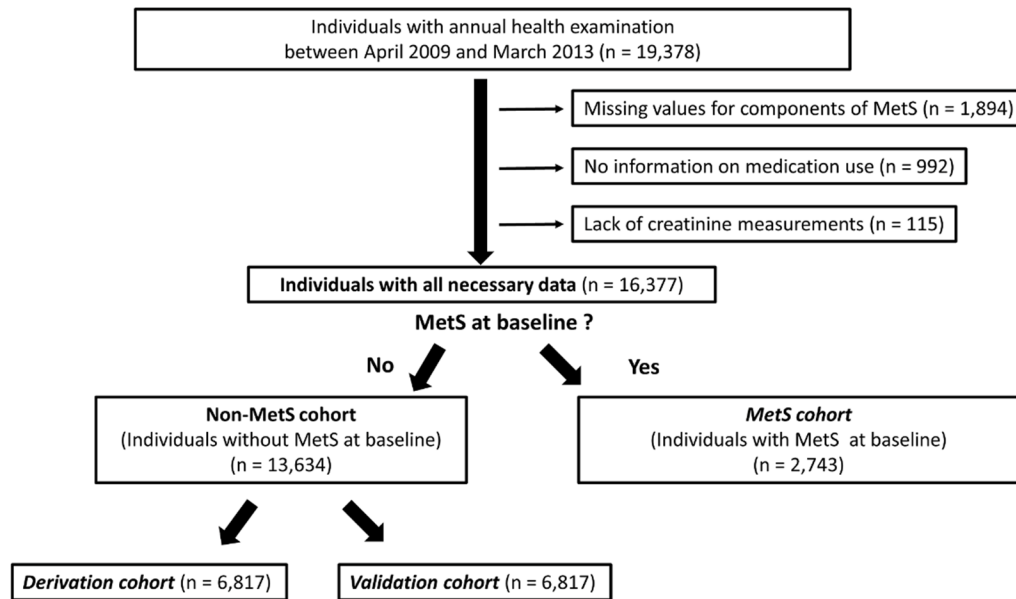 Individuals with annual health examination
between April 2009 and March 2013 (n = 19,378)
Missing values for components of MetS (n = 1,894)
No information on medication use (n = 992)
Lack of creatinine measurements (n = 115)
Individuals with all necessary data (n = 16,377)
MetS at baseline ?
No
Yes
Non-MetS cohort
(Individuals without MetS at baseline)
(n = 13,634)
MetS cohort
(Individuals with MetS at baseline)
(n = 2,743)
Derivation cohort (n = 6,817)
Validation cohort (n = 6,817)